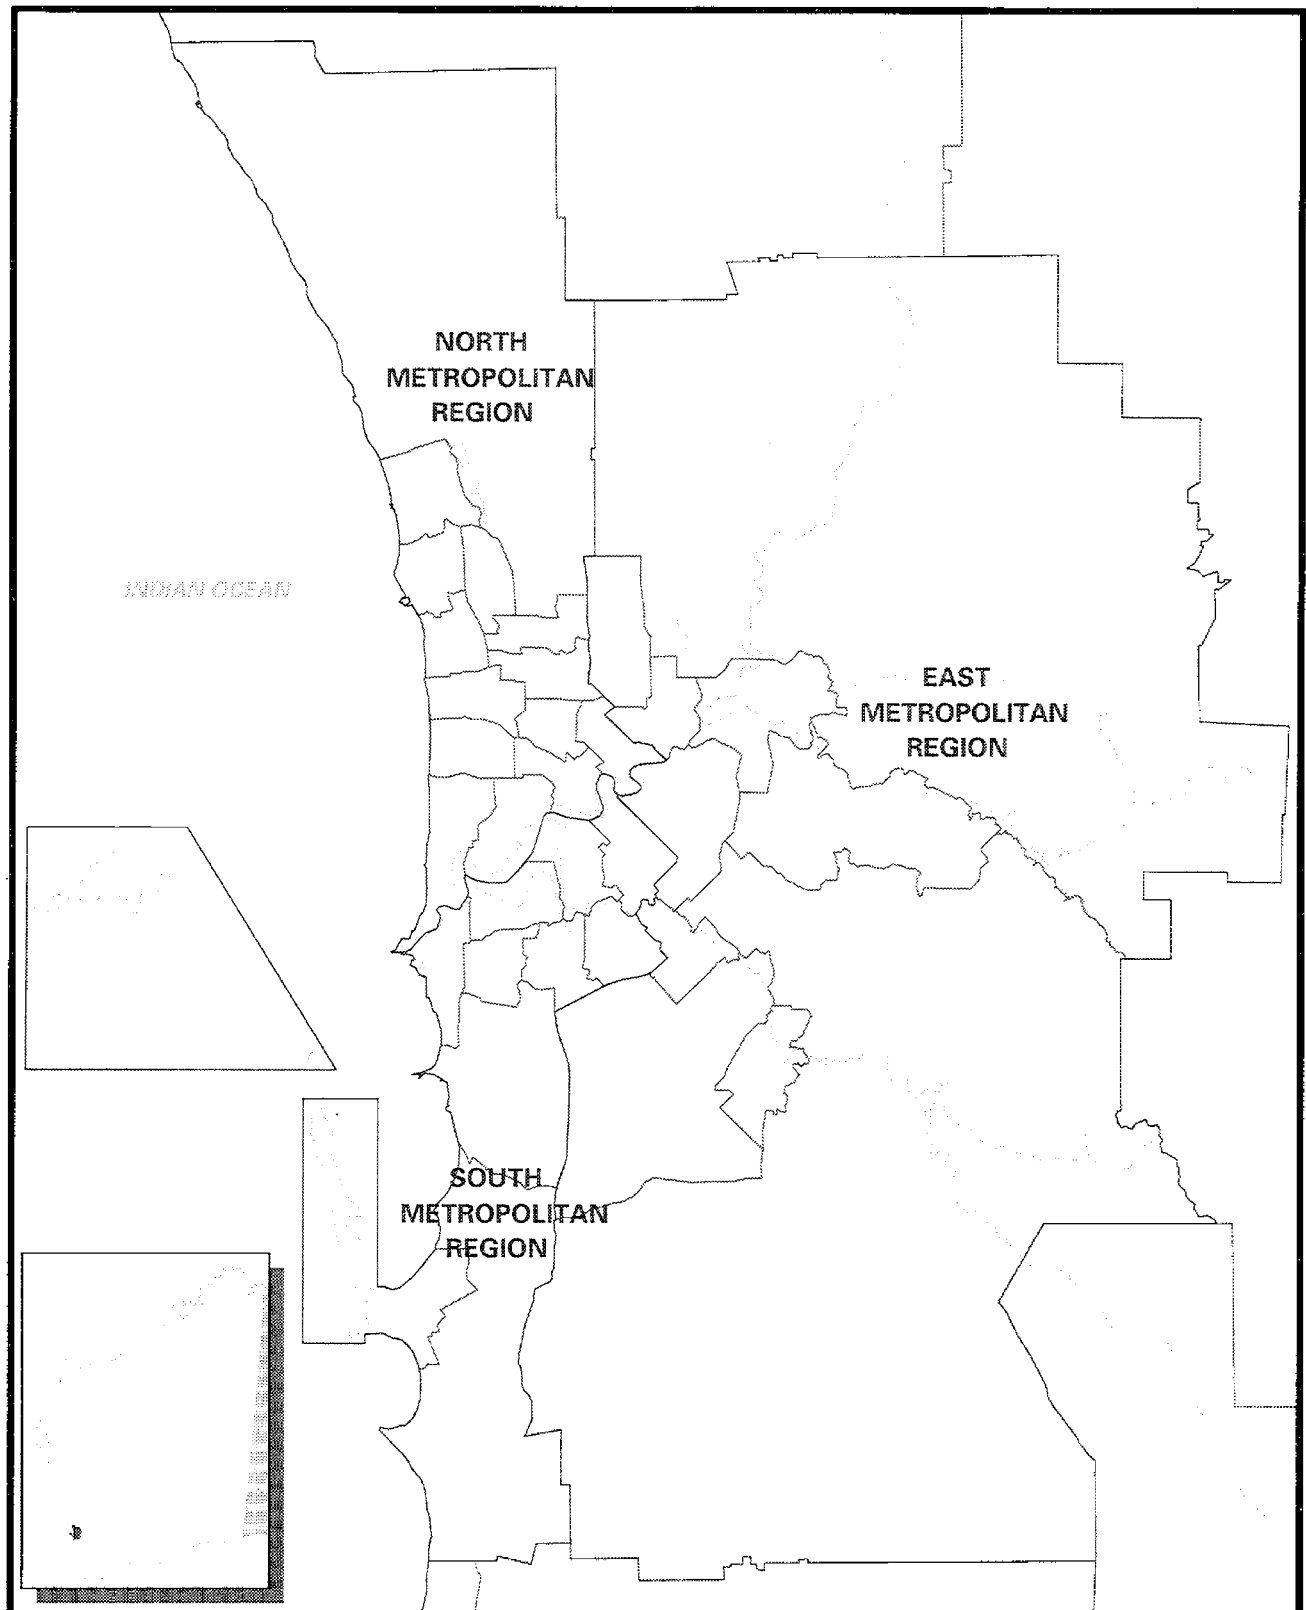 NORTH
METROPOLITAN
REGION
INDIAN OCEAN
EAST
METROPOLITAN
REGION
SOUTH
METROPOLITAN
REGION